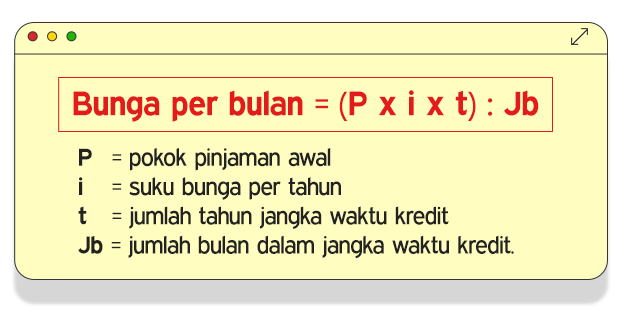 Bunga per bulan = (P x i x t) : Jb
P = pokok pinjaman awal
i = suku bunga per tahun
t = jumlah tahun jangka waktu kredit
Jb = jumlah bulan dalam jangka waktu kredit.